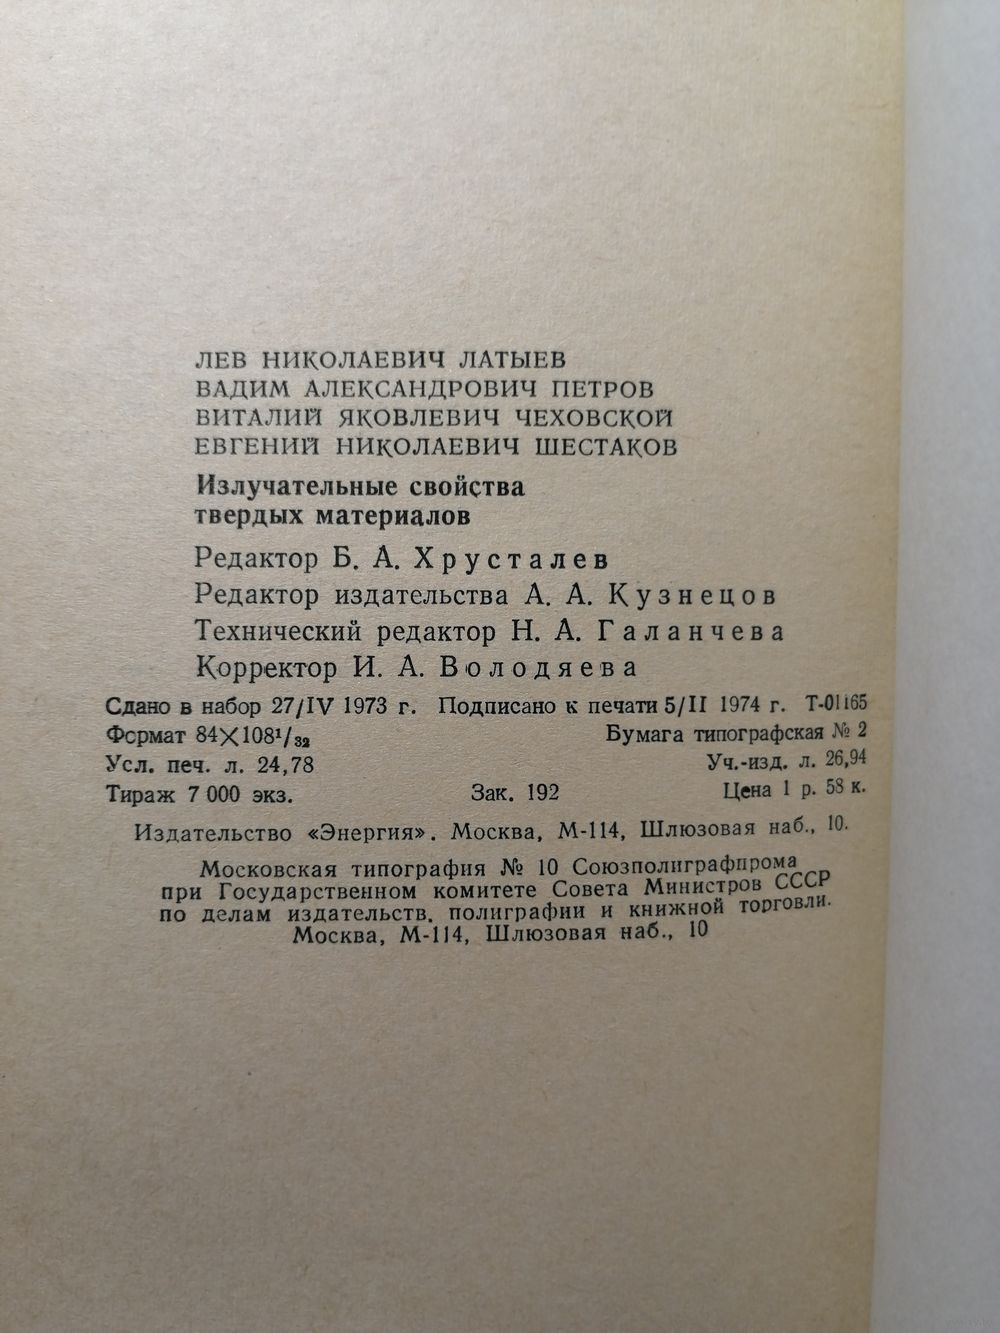 ЛЕВ НИКОЛАЕВИЧ ЛАТЫЕВ
ВАДИМ АЛЕКСАНДРОВИЧ ПЕТРОВ
ВИТАЛИЙ ЯКОВЛЕВИЧ ЧЕХОВСКОЙ
ЕВГЕНИЙ НИКОЛАЕВИЧ ШЕСТАКОВ
Излучательные свойства
твердых материалов
Редактор Б. А. Хрусталев
Редактор издательства А. А. Кузнецов
Технический редактор Н. А. Галанчева
Корректор И. А. Володяева
Сдано в набор 27/IV 1973 г. Подписано к печати 5/II 1974 г. Т-01165
Формат 84×108¹/₃₂ Бумага типографская № 2
Усл. печ. л. 24,78 Уч.-изд. л. 26,94
Тираж 7 000 экз. Зак. 192 Цена 1 р. 58 к.
Издательство «Энергия». Москва, М-114, Шлюзовая наб., 10.
Московская типография № 10 Союзполиграфпрома
при Государственном комитете Совета Министров СССР
по делам издательств, полиграфии и книжной торговли.
Москва, М-114, Шлюзовая наб., 10